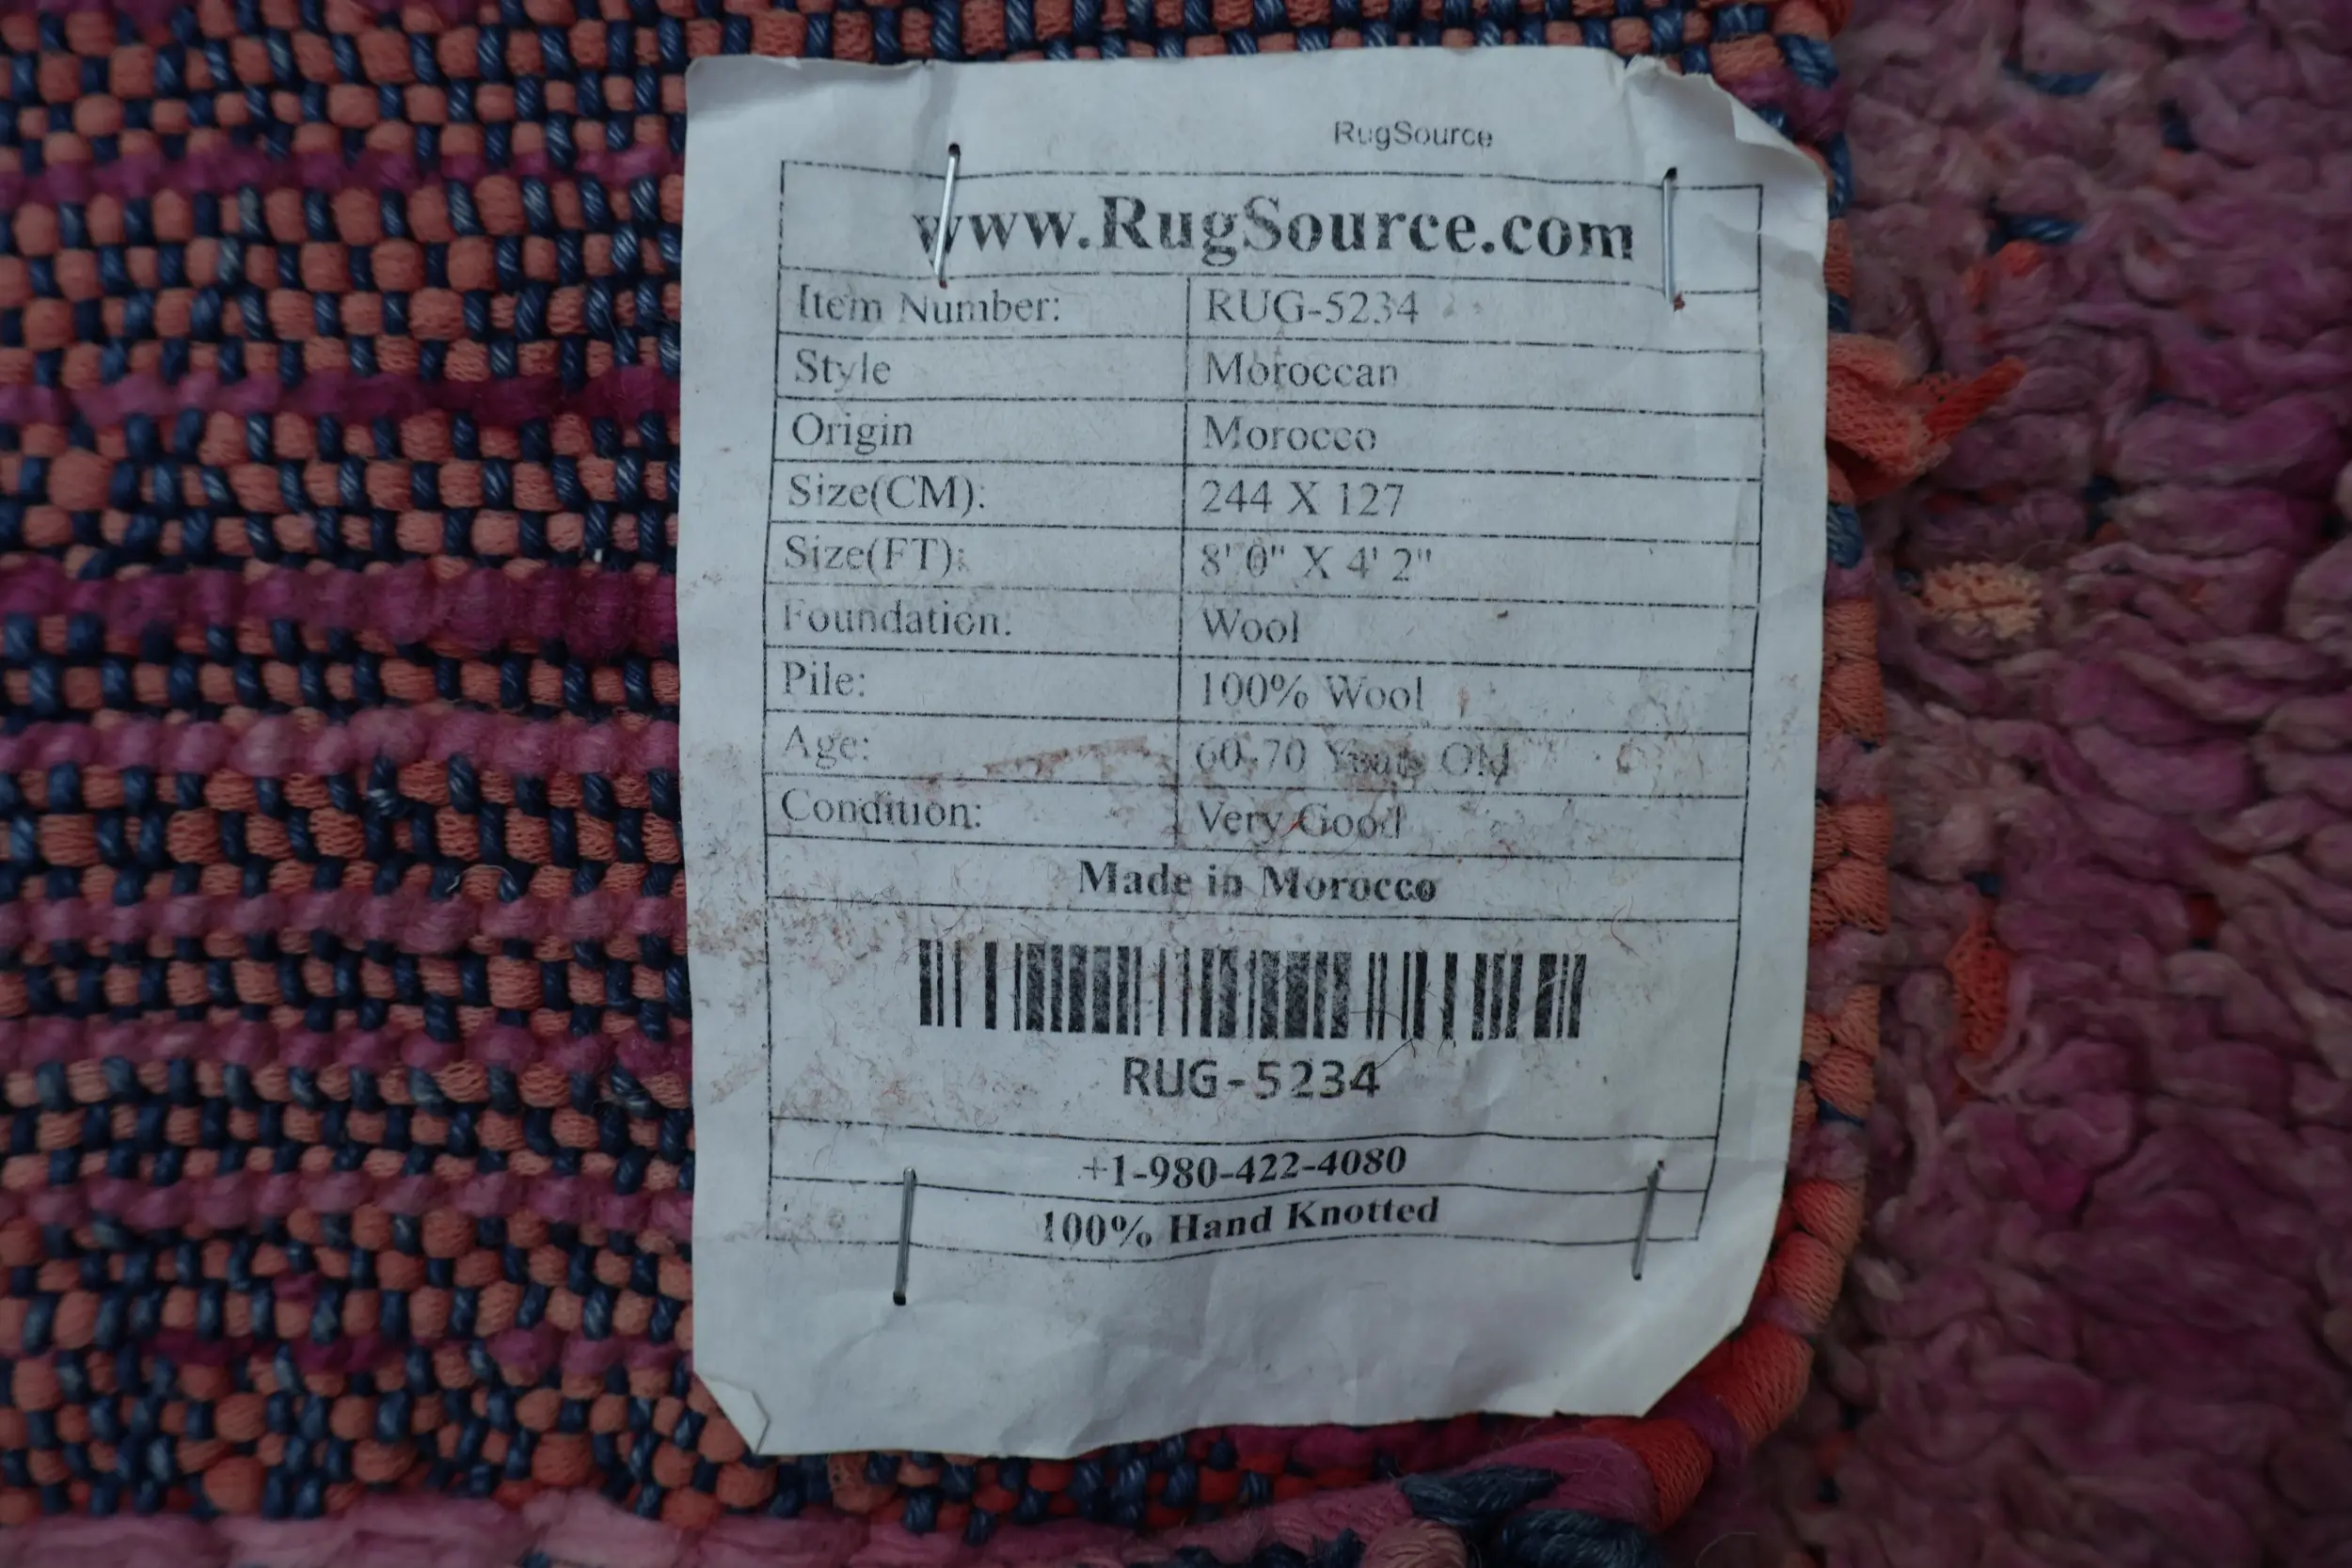 RugSource
www.RugSource.com
Item Number: RUG-5234
Style Moroccan
Origin Morocco
Size(CM): 244 X 127
Size(FT): 8' 0" X 4' 2"
Foundation: Wool
Pile: 100% Wool
Age: 60-70 Years Old
Condition: Very Good
Made in Morocco
RUG-5234
+1-980-422-4080
100% Hand Knotted